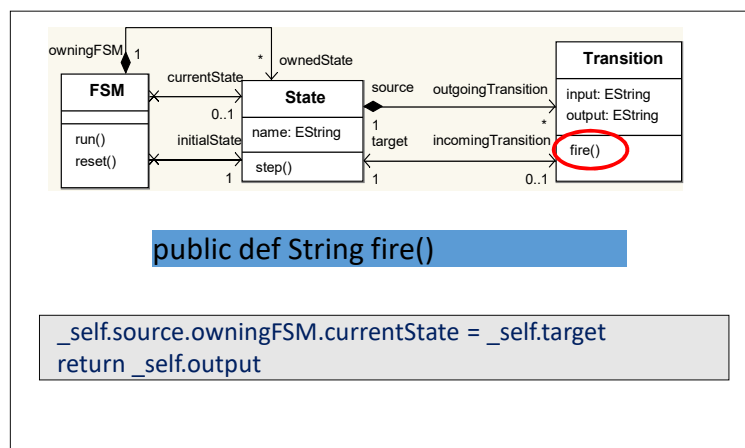 owningFSM 1
* ownedState
FSM
run()
reset()
currentState
0..1
initialState
1
State
name: EString
step()
source
1
outgoingTransition
*
target
1
incomingTransition
0..1
Transition
input: EString
output: EString
fire()
public def String fire()
_self.source.owningFSM.currentState = _self.target
return _self.output